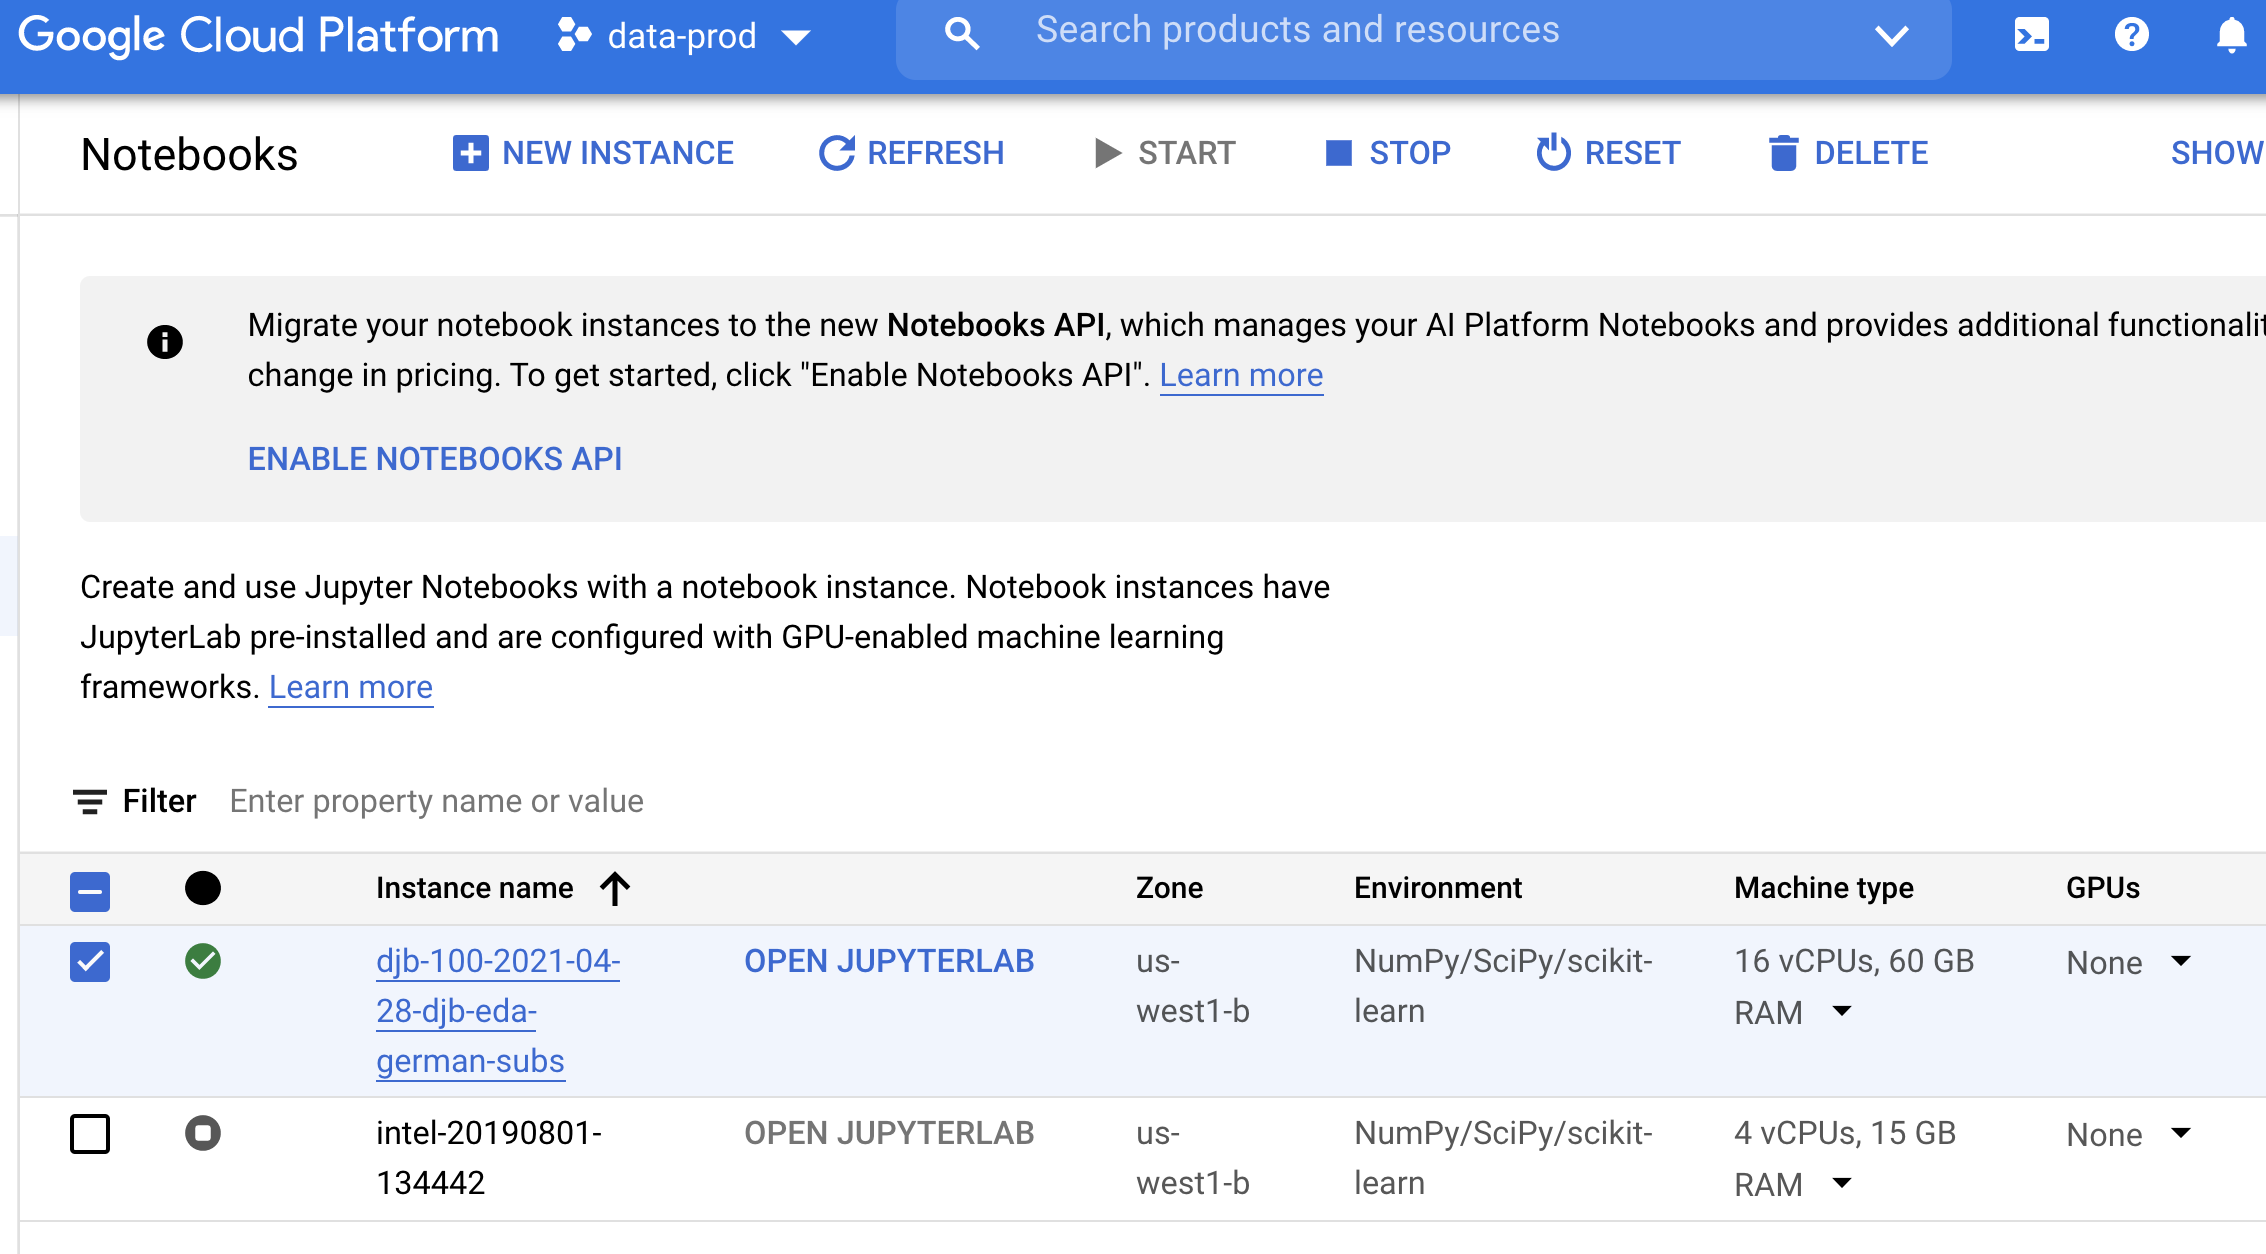 Google Cloud Platform data-prod Search products and resources
Notebooks NEW INSTANCE REFRESH START STOP RESET DELETE SHOW
Migrate your notebook instances to the new Notebooks API, which manages your AI Platform Notebooks and provides additional
change in pricing. To get started, click "Enable Notebooks API". Learn more
ENABLE NOTEBOOKS API
Create and use Jupyter Notebooks with a notebook instance. Notebook instances have
JupyterLab pre-installed and are configured with GPU-enabled machine learning
frameworks. Learn more
Filter Enter property name or value
Instance name Zone Environment Machine type GPUs
djb-100-2021-04- OPEN JUPYTERLAB us- NumPy/SciPy/scikit- 16 vCPUs, 60 GB None
28-djb-eda- west1-b learn RAM
german-subs
intel-20190801- OPEN JUPYTERLAB us- NumPy/SciPy/scikit- 4 vCPUs, 15 GB None
134442 west1-b learn RAM